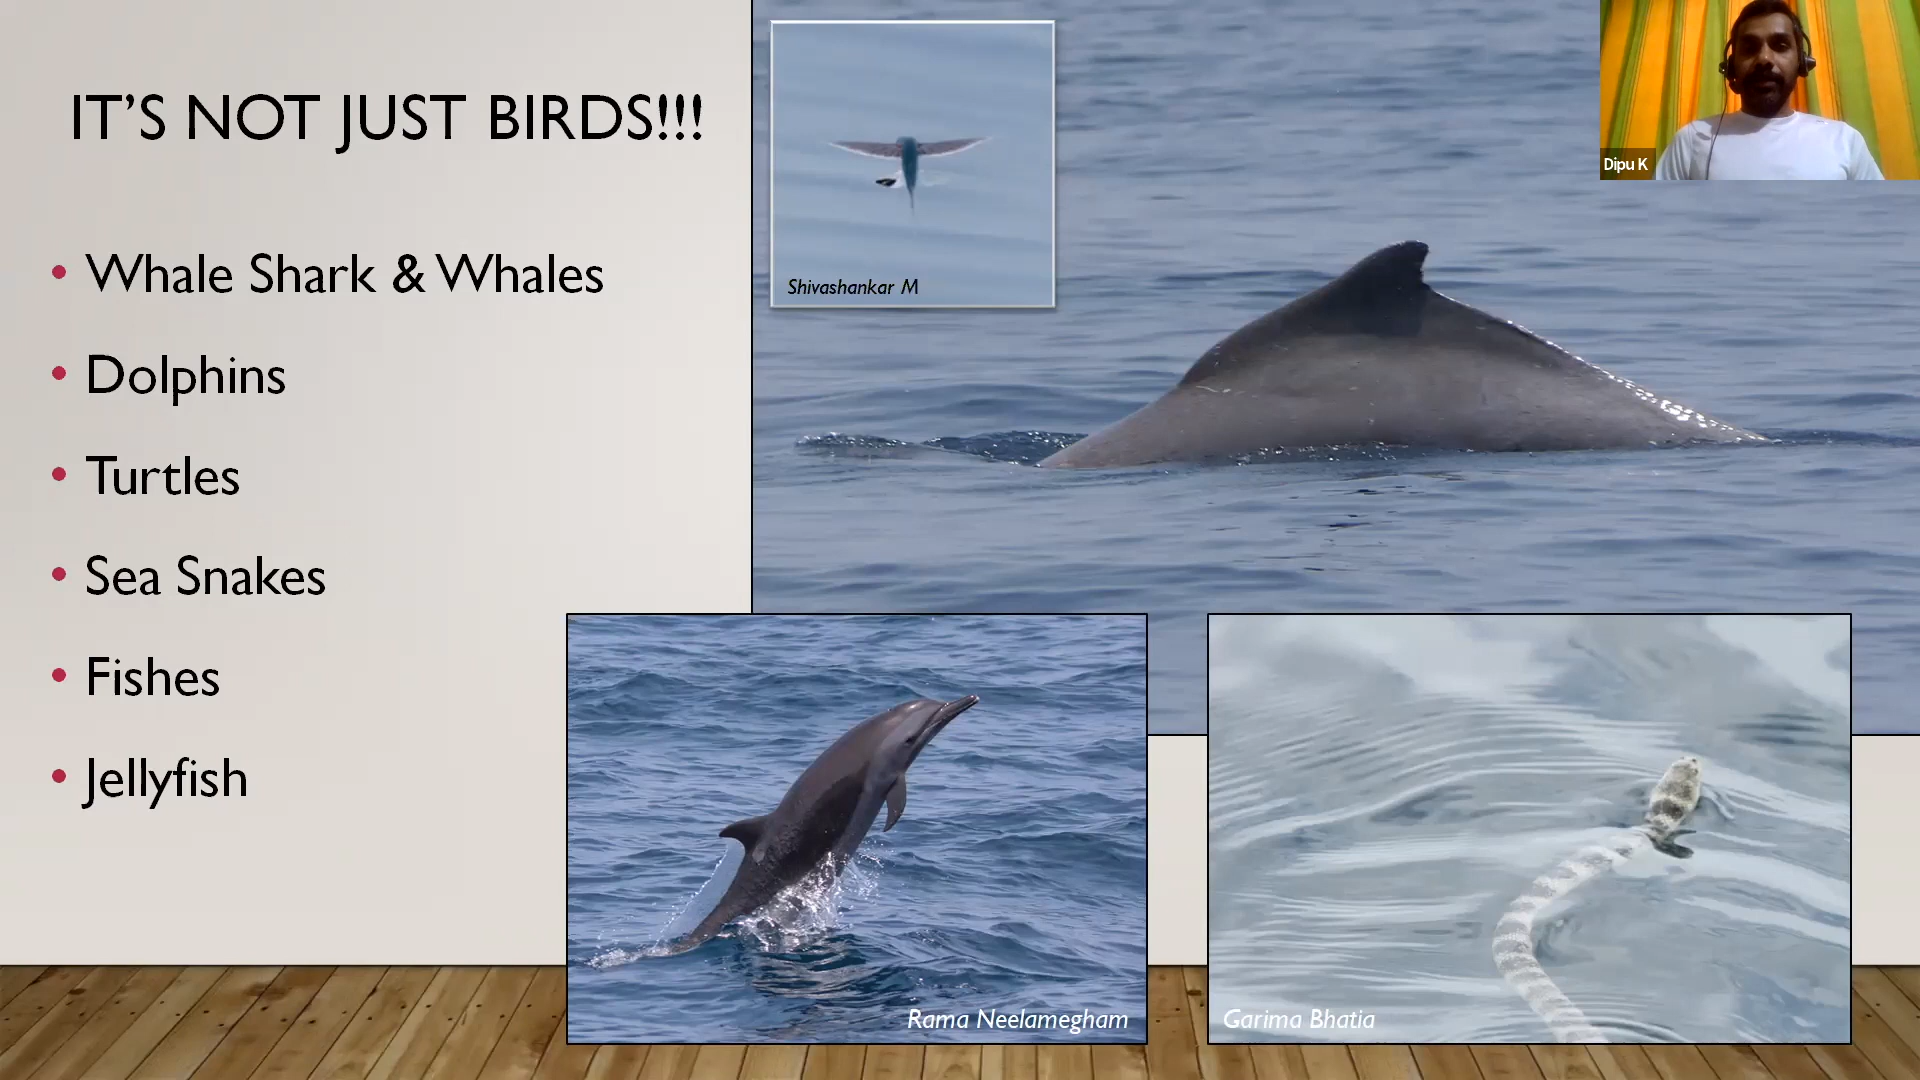 IT'S NOT JUST BIRDS!!!
• Whale Shark & Whales
• Dolphins
• Turtles
• Sea Snakes
• Fishes
• Jellyfish
Shivashankar M
Dipu K
Rama Neelamegham
Garima Bhatia